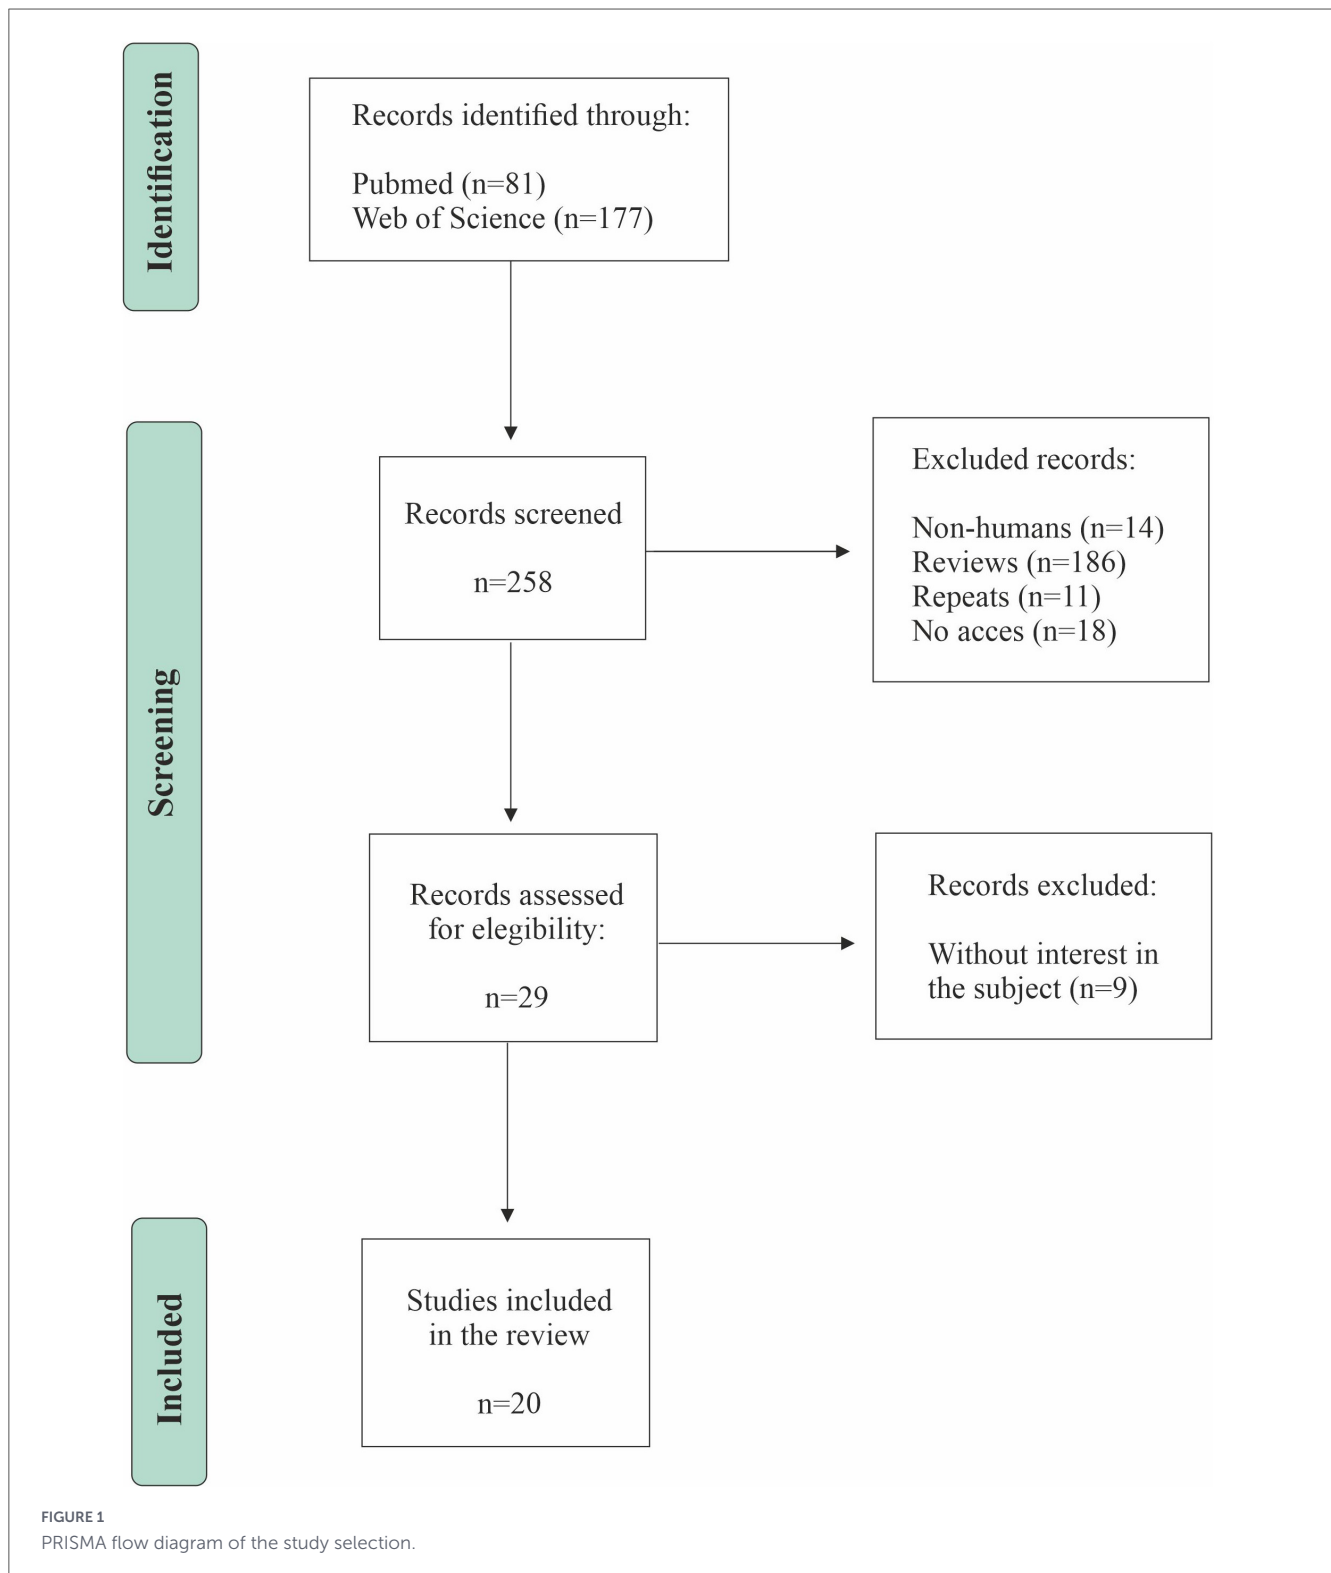 Identification
Records identified through:
Pubmed (n=81)
Web of Science (n=177)
Screening
Records screened
n=258
Excluded records:
Non-humans (n=14)
Reviews (n=186)
Repeats (n=11)
No acces (n=18)
Records assessed
for elegibility:
n=29
Records excluded:
Without interest in
the subject (n=9)
Included
Studies included
in the review
n=20
FIGURE 1
PRISMA flow diagram of the study selection.